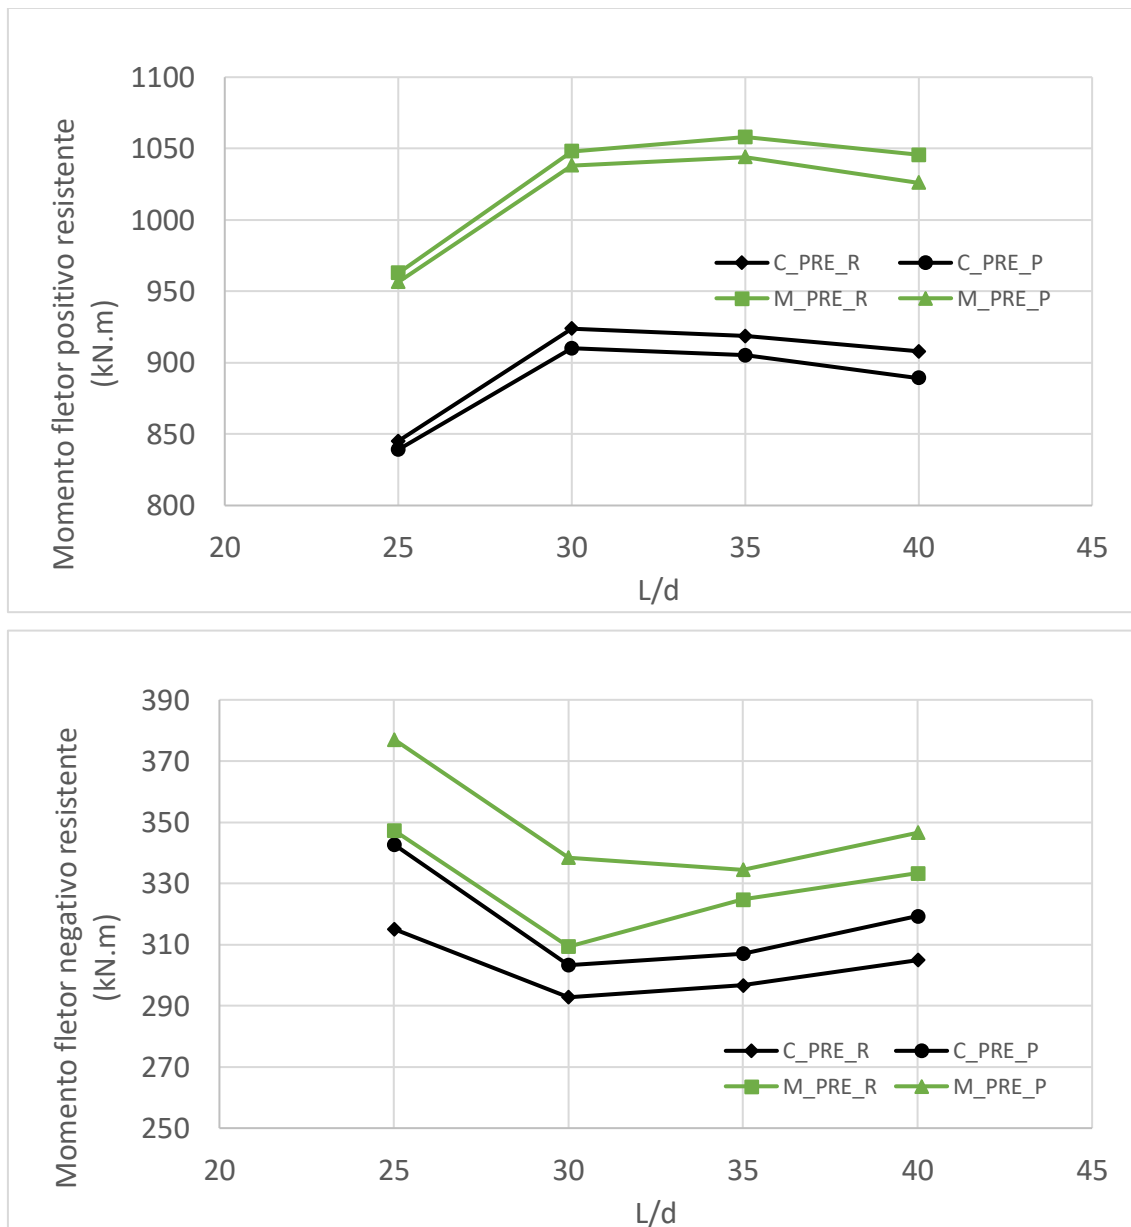 Momento fletor positivo resistente
(kN.m)
1100
1050
1000
950
900
850
800
20 25 30 35 40 45
L/d
C_PRE_R C_PRE_P
M_PRE_R M_PRE_P
Momento fletor negativo resistente
(kN.m)
390
370
350
330
310
290
270
250
20 25 30 35 40 45
L/d
C_PRE_R C_PRE_P
M_PRE_R M_PRE_P